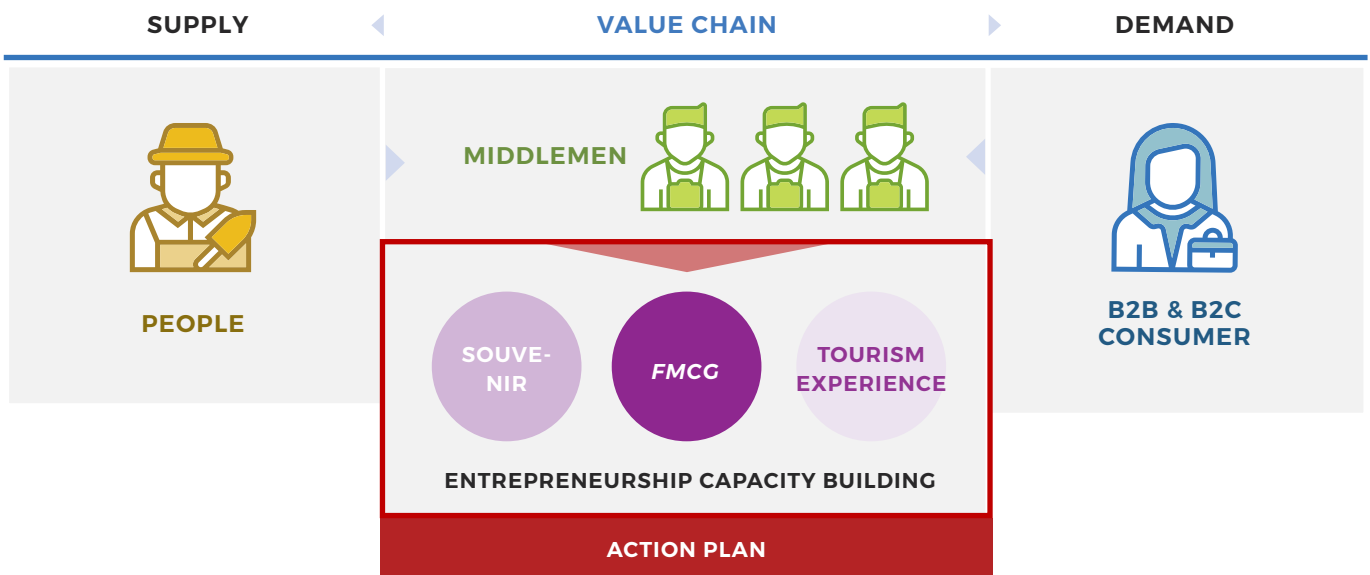 SUPPLY
VALUE CHAIN
DEMAND
MIDDLEMEN
PEOPLE
B2B & B2C
CONSUMER
SOUVE-
NIR
FMCG
TOURISM
EXPERIENCE
ENTREPRENEURSHIP CAPACITY BUILDING
ACTION PLAN